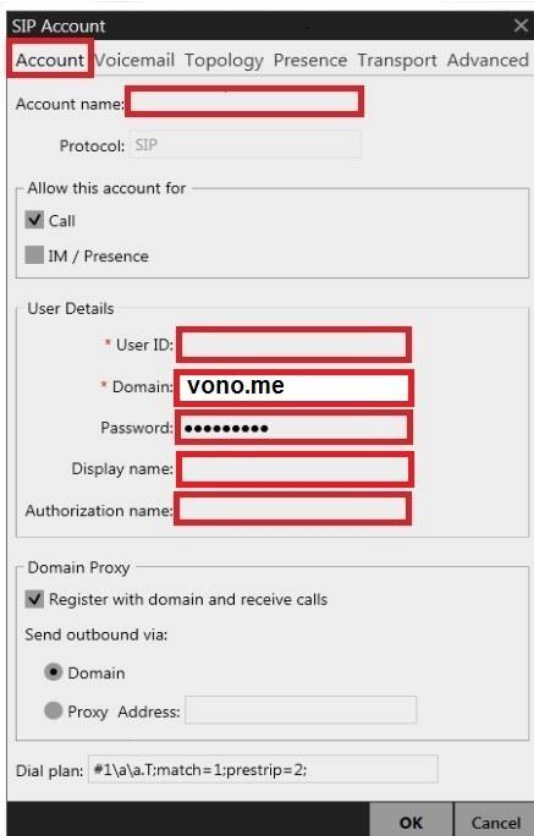 SIP Account
Account Voicemail Topology Presence Transport Advanced
Account name:
Protocol: SIP
Allow this account for
Call
IM / Presence
User Details
* User ID:
* Domain: vono.me
Password: •••••••••
Display name:
Authorization name:
Domain Proxy
Register with domain and receive calls
Send outbound via:
Domain
Proxy Address:
Dial plan: #1\a\a.T;match=1;prestrip=2;
OK Cancel